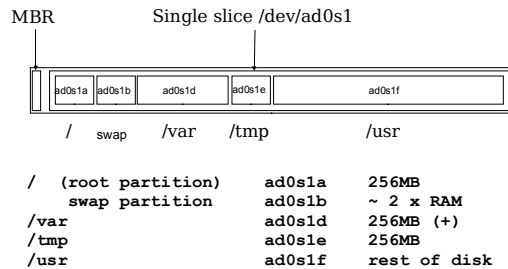 MBR Single slice /dev/ad0s1
ad0s1a ad0s1b ad0s1d ad0s1e ad0s1f
/ swap /var /tmp /usr
/ (root partition) ad0s1a 256MB
swap partition ad0s1b ~ 2 x RAM
/var ad0s1d 256MB (+)
/tmp ad0s1e 256MB
/usr ad0s1f rest of disk